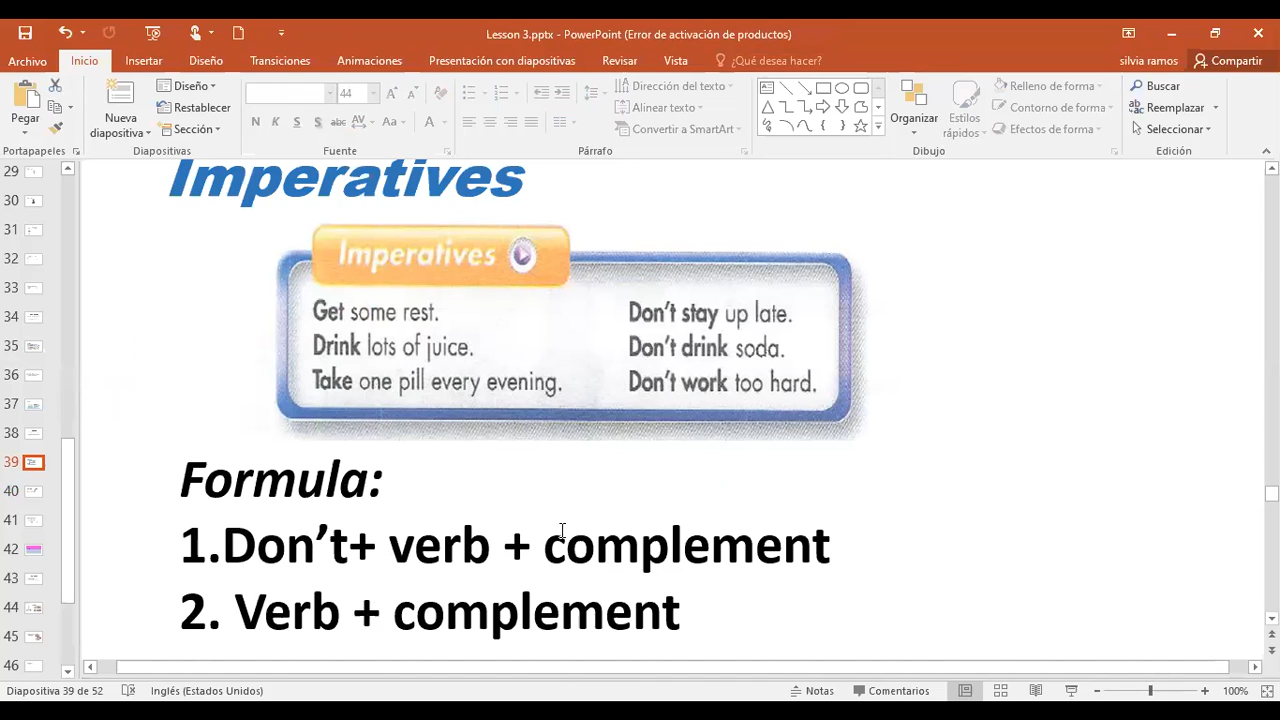 Lesson 3.pptx - PowerPoint (Error de activación de productos)
Archivo Inicio Insertar Diseño Transiciones Animaciones Presentación con diapositivas Revisar Vista ¿Qué desea hacer? silvia ramos Compartir
Pegar
Nueva diapositiva
Diseño
Restablecer
Sección
44
N K S S abc AV Aa A
Dirección del texto
Alinear texto
Convertir a SmartArt
Organizar
Estilos rápidos
Relleno de forma
Contorno de forma
Efectos de forma
Buscar
Reemplazar
Seleccionar
Portapapeles Diapositivas Fuente Párrafo Dibujo Edición
29
30
31
32
33
34
35
36
37
38
39
40
41
42
43
44
45
46
Imperatives
Imperatives
Get some rest.
Drink lots of juice.
Take one pill every evening.
Don't stay up late.
Don't drink soda.
Don't work too hard.
Formula:
1.Don't+ verb + complement
2. Verb + complement
Diapositiva 39 de 52 Inglés (Estados Unidos) Notas Comentarios 100%